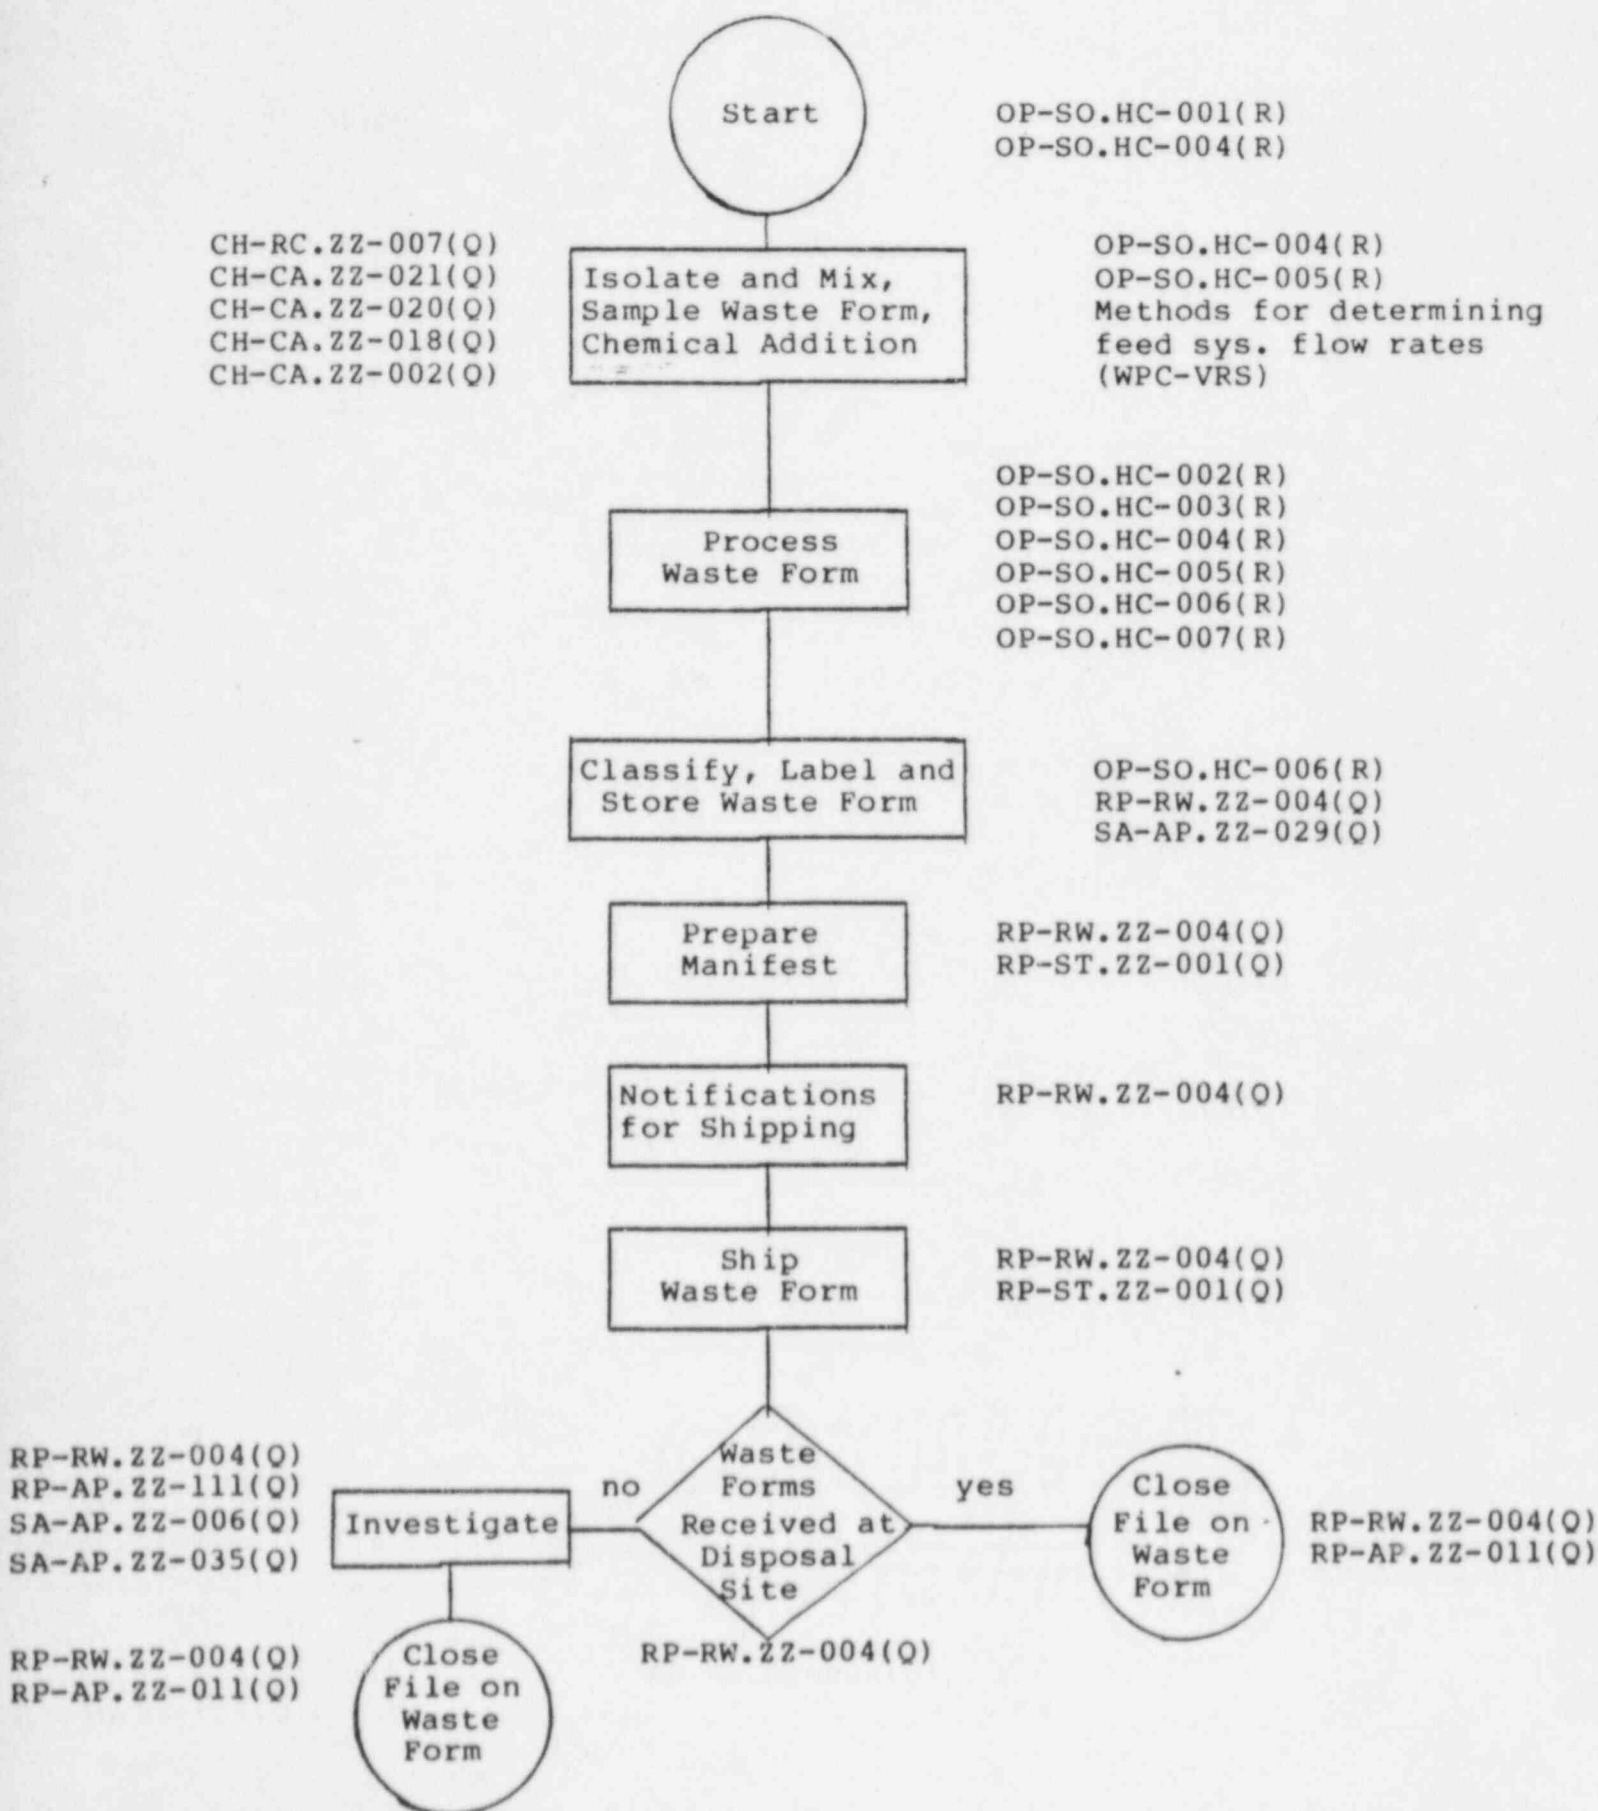 Start
OP-SO.HC-001(R)
OP-SO.HC-004(R)
CH-RC.ZZ-007(Q)
CH-CA.ZZ-021(Q)
CH-CA.ZZ-020(Q)
CH-CA.ZZ-018(Q)
CH-CA.ZZ-002(Q)
Isolate and Mix,
Sample Waste Form,
Chemical Addition
OP-SO.HC-004(R)
OP-SO.HC-005(R)
Methods for determining
feed sys. flow rates
(WPC-VRS)
Process
Waste Form
OP-SO.HC-002(R)
OP-SO.HC-003(R)
OP-SO.HC-004(R)
OP-SO.HC-005(R)
OP-SO.HC-006(R)
OP-SO.HC-007(R)
Classify, Label and
Store Waste Form
OP-SO.HC-006(R)
RP-RW.ZZ-004(Q)
SA-AP.ZZ-029(Q)
Prepare
Manifest
RP-RW.ZZ-004(Q)
RP-ST.ZZ-001(Q)
Notifications
for Shipping
RP-RW.ZZ-004(Q)
Ship
Waste Form
RP-RW.ZZ-004(Q)
RP-ST.ZZ-001(Q)
RP-RW.ZZ-004(Q)
RP-AP.ZZ-111(Q)
SA-AP.ZZ-006(Q)
SA-AP.ZZ-035(Q)
Investigate
no
Waste
Forms
Received at
Disposal
Site
yes
Close
File on
Waste
Form
RP-RW.ZZ-004(Q)
RP-AP.ZZ-011(Q)
RP-RW.ZZ-004(Q)
RP-RW.ZZ-004(Q)
RP-AP.ZZ-011(Q)
Close
File on
Waste
Form